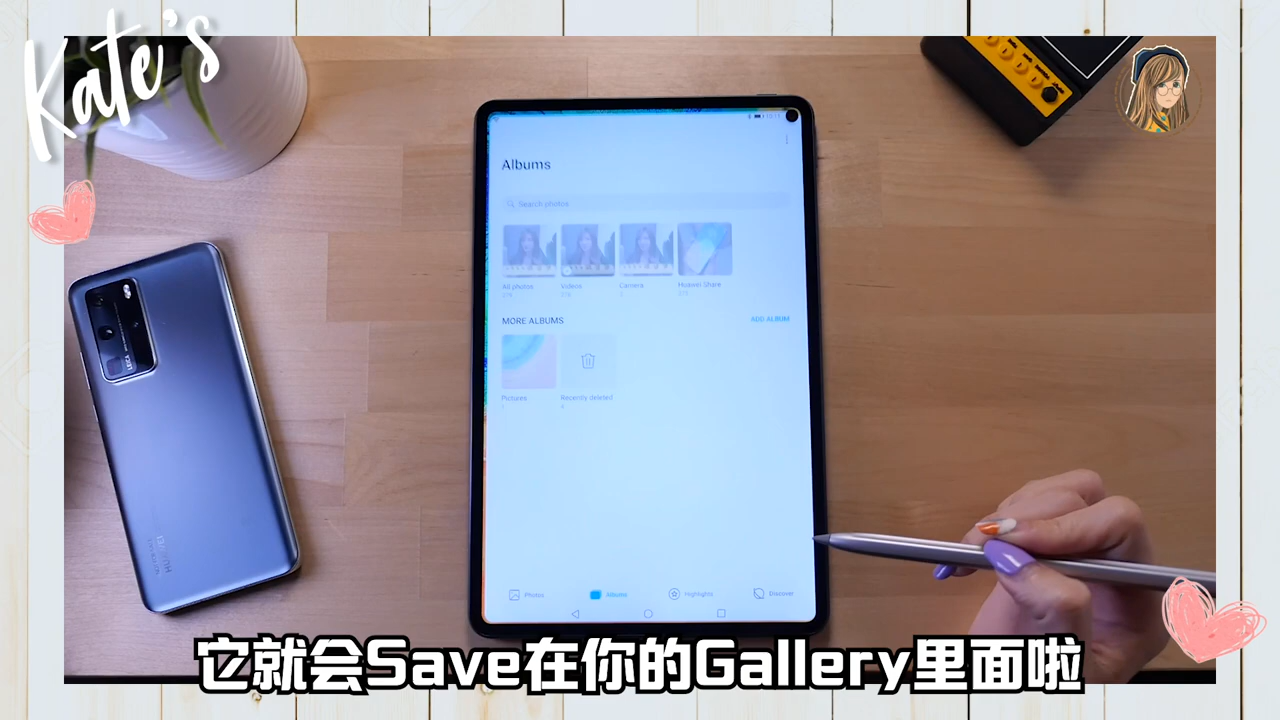 Kate's
Albums
Search photos
All photos
Videos
Camera
Huawei Share
MORE ALBUMS
ADD ALBUM
Pictures
Recently deleted
Photos
Albums
Highlights
Discover
HUAWEI
它就会Save在你的Gallery里面啦